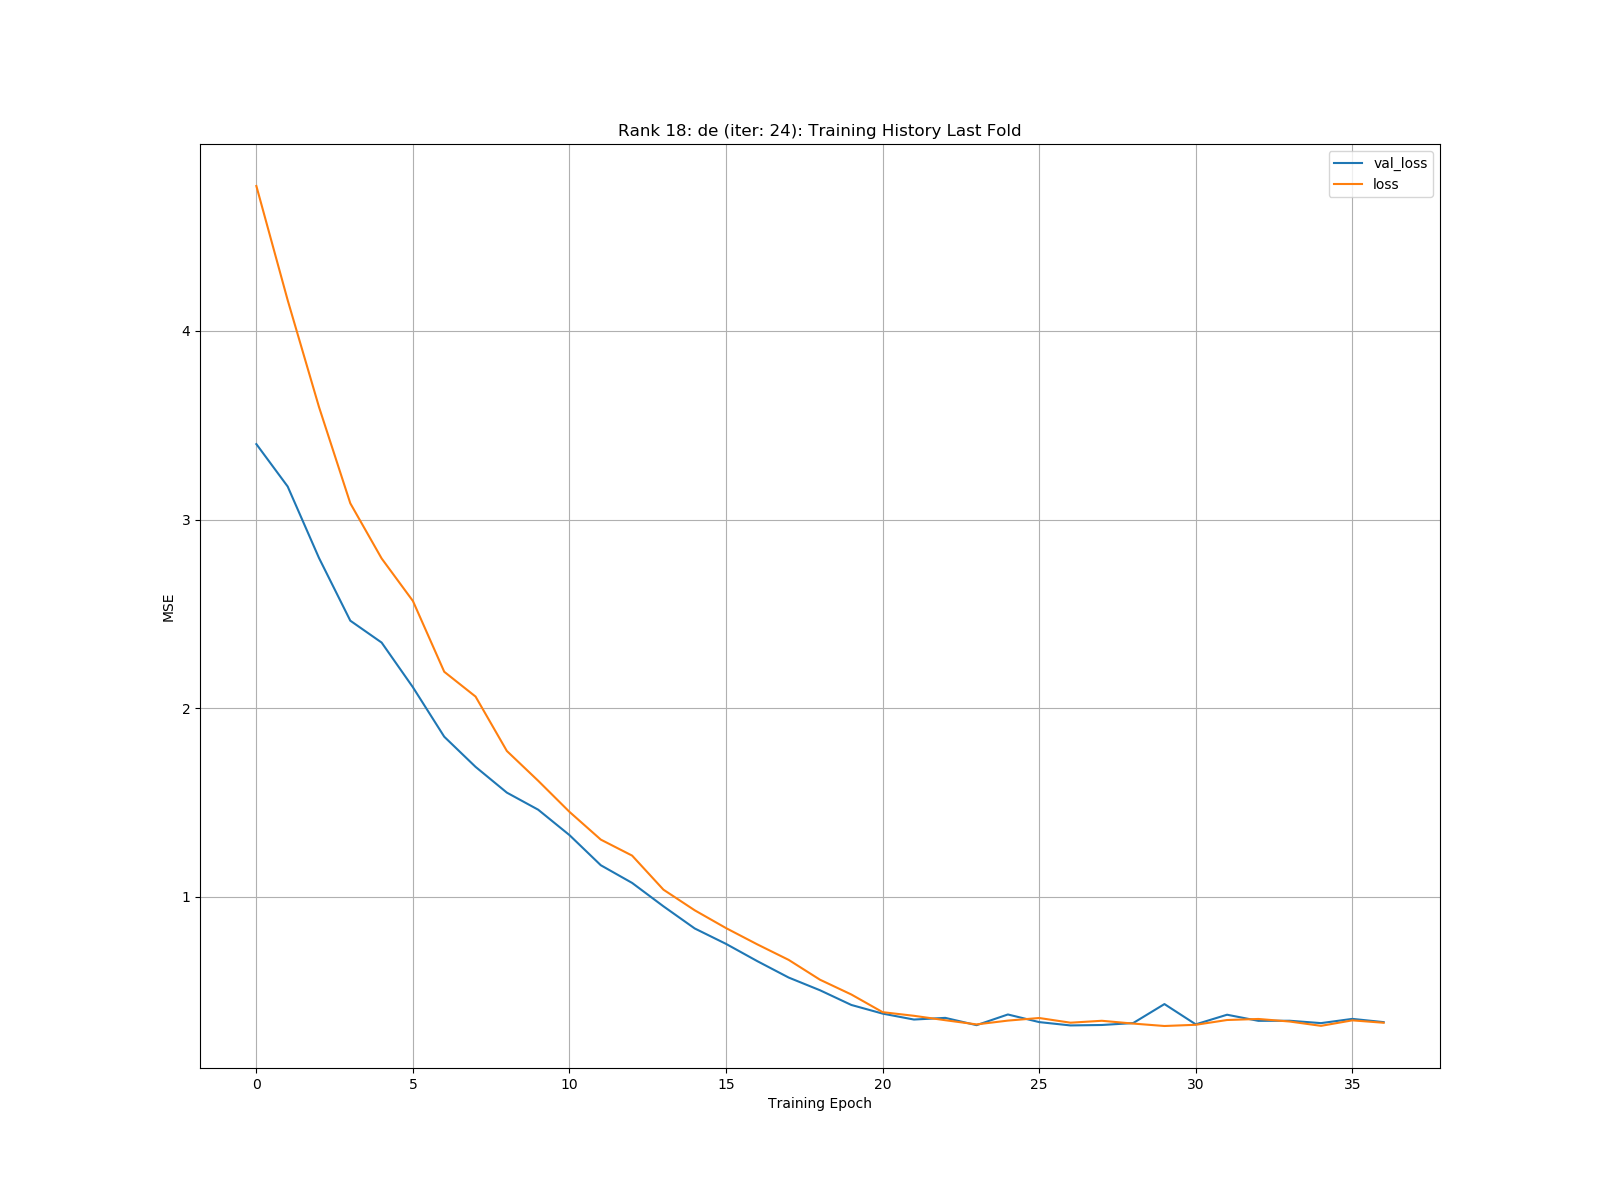 Rank 18: de (iter: 24): Training History Last Fold
val_loss
loss
4
3
2
1
MSE
0 5 10 15 20 25 30 35
Training Epoch